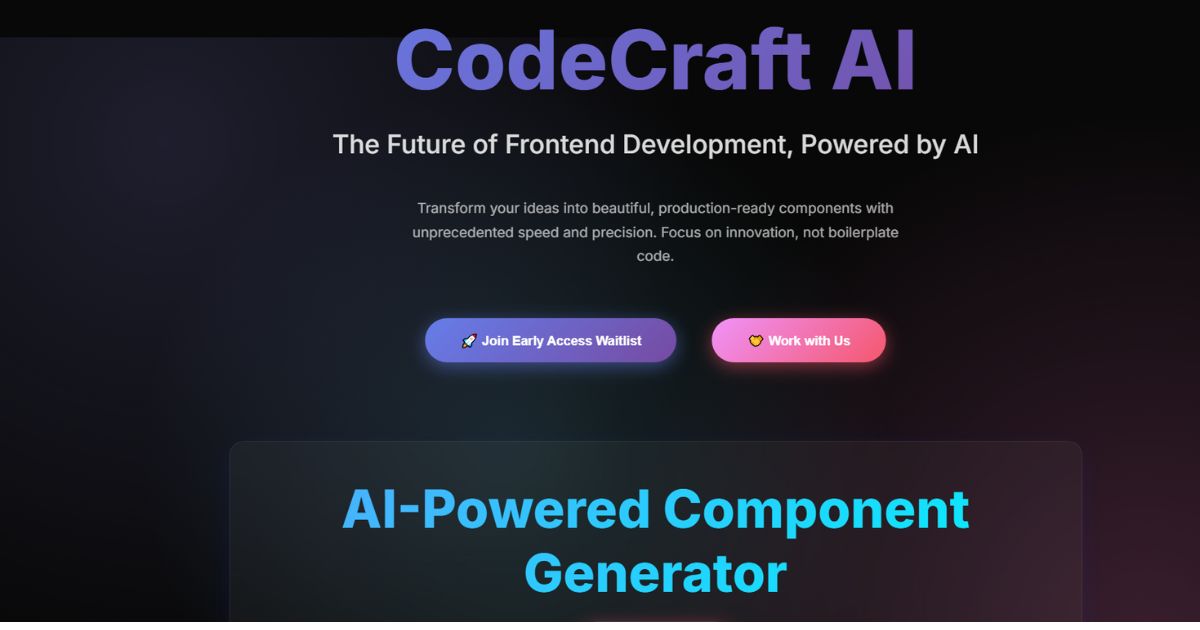 CodeCraft AI
The Future of Frontend Development, Powered by AI
Transform your ideas into beautiful, production-ready components with
unprecedented speed and precision. Focus on innovation, not boilerplate
code.
🚀 Join Early Access Waitlist
🤝 Work with Us
AI-Powered Component
Generator